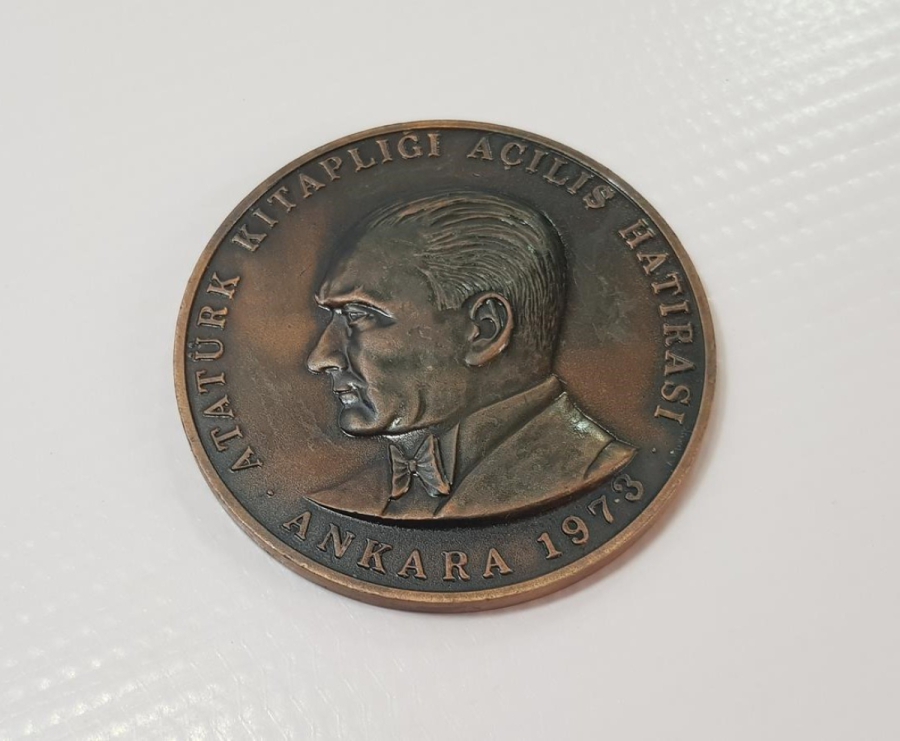 ATATÜRK KITAPLIĞI AÇILIŞ HATIRASI
ANKARA 1973